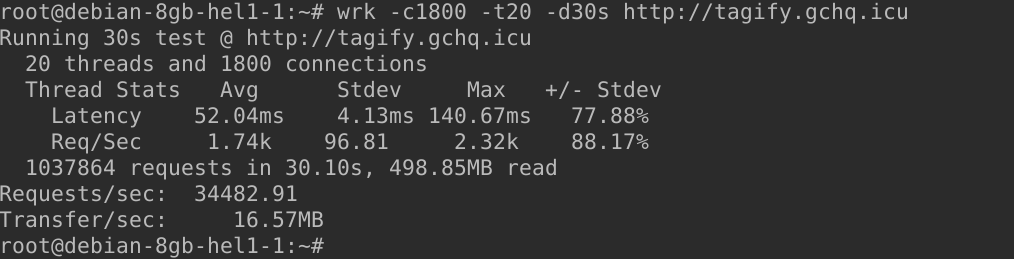 root@debian-8gb-hel1-1:~# wrk -c1800 -t20 -d30s http://tagify.gchq.icu
Running 30s test @ http://tagify.gchq.icu
  20 threads and 1800 connections
  Thread Stats   Avg      Stdev     Max   +/- Stdev
    Latency    52.04ms    4.13ms 140.67ms   77.88%
    Req/Sec     1.74k    96.81     2.32k    88.17%
  1037864 requests in 30.10s, 498.85MB read
Requests/sec:  34482.91
Transfer/sec:     16.57MB
root@debian-8gb-hel1-1:~#